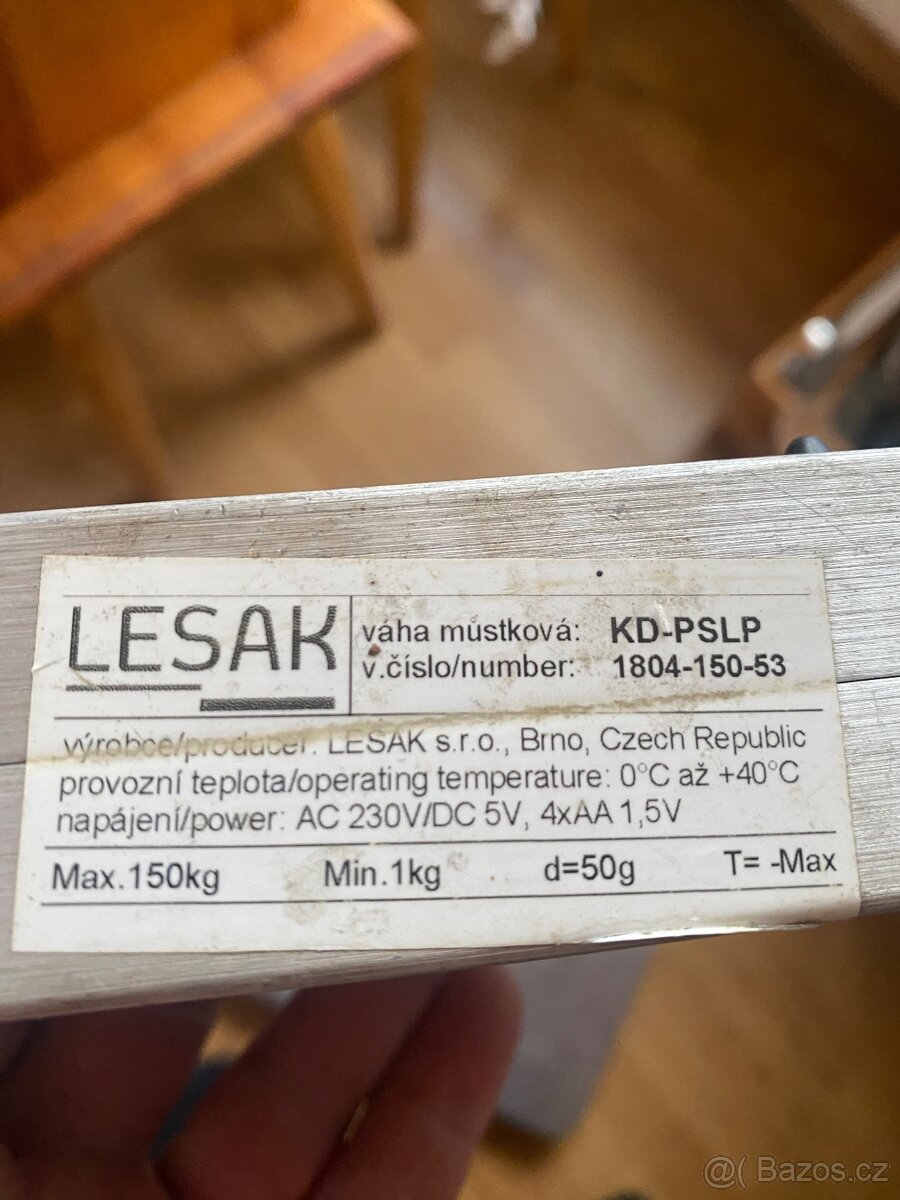 LESAK
váha můstková: KD-PSLP
v.číslo/number: 1804-150-53
výrobce/producer: LESAK s.r.o., Brno, Czech Republic
provozní teplota/operating temperature: 0°C až +40°C
napájení/power: AC 230V/DC 5V, 4xAA 1,5V
Max.150kg Min.1kg d=50g T= -Max
@( Bazos.cz